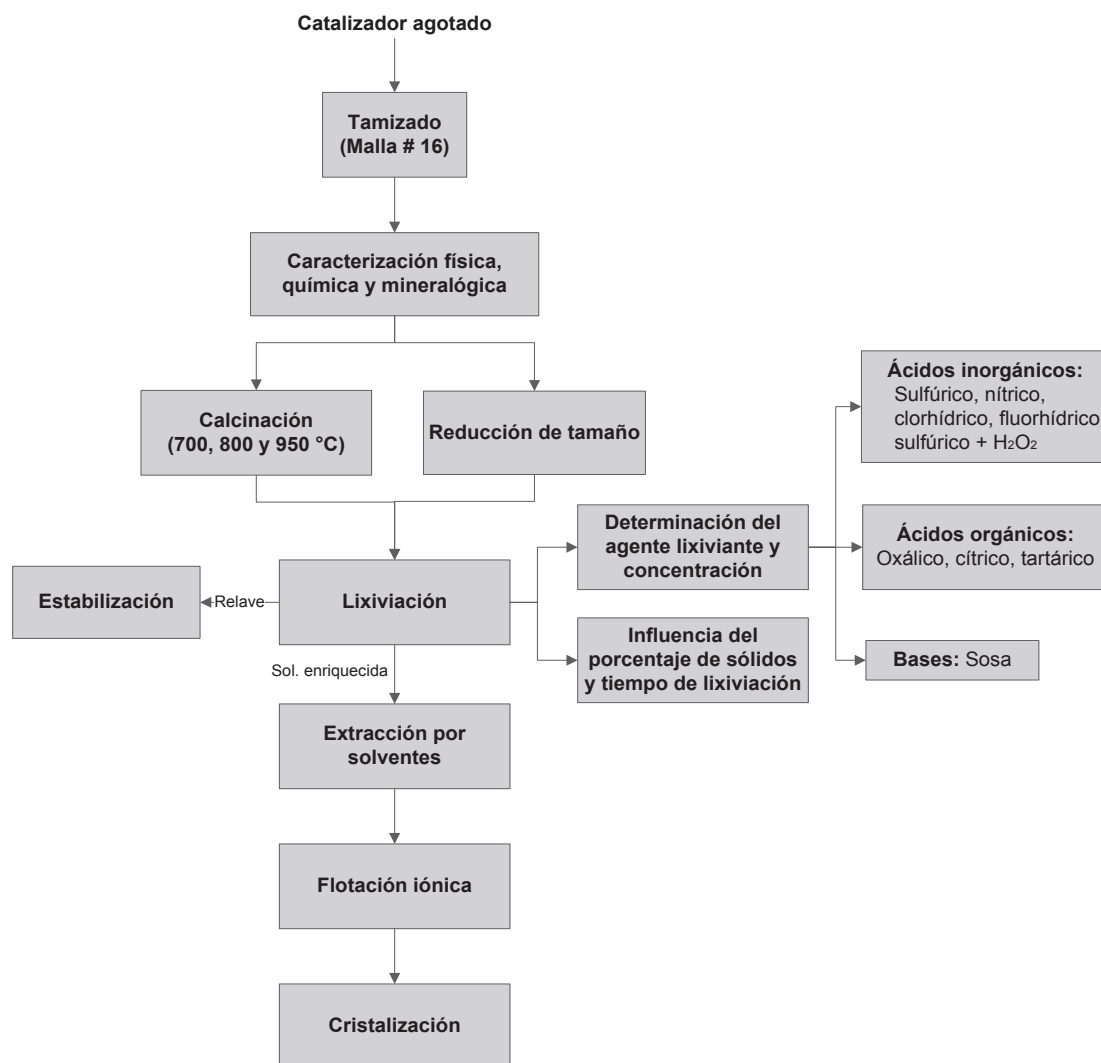 Catalizador agotado
Tamizado
(Malla # 16)
Caracterización física,
química y mineralógica
Calcinación
(700, 800 y 950 °C)
Reducción de tamaño
Ácidos inorgánicos:
Sulfúrico, nítrico,
clorhídrico, fluorhídrico
sulfúrico + H₂O₂
Determinación del
agente lixiviante y
concentración
Ácidos orgánicos:
Oxálico, cítrico, tartárico
Estabilización
Relave
Lixiviación
Influencia del
porcentaje de sólidos
y tiempo de lixiviación
Bases: Sosa
Sol. enriquecida
Extracción por
solventes
Flotación iónica
Cristalización